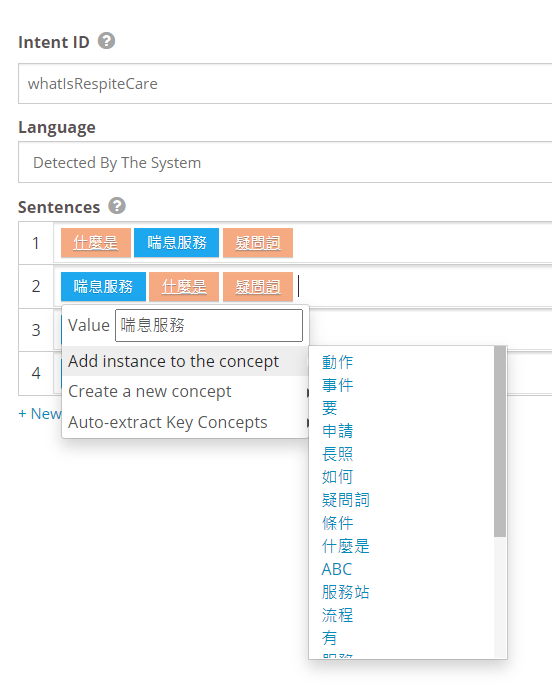 Intent ID ?
whatIsRespiteCare
Language
Detected By The System
Sentences ?
1 什麼是 喘息服務 疑問詞
2 喘息服務 什麼是 疑問詞
3
4
+ New
Value 喘息服務
Add instance to the concept
Create a new concept
Auto-extract Key Concepts
動作
事件
要
申請
長照
如何
疑問詞
條件
什麼是
ABC
服務站
流程
有